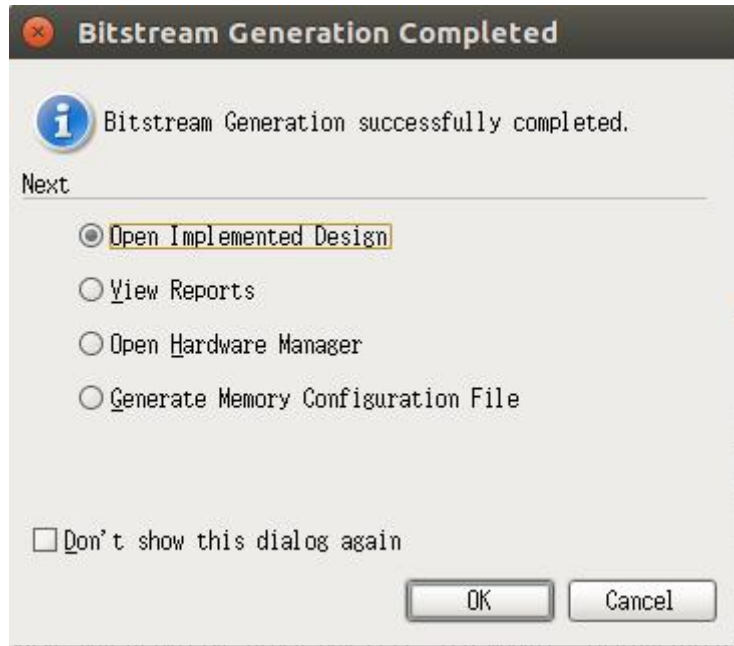 Bitstream Generation Completed
Bitstream Generation successfully completed.
Next
Open Implemented Design
View Reports
Open Hardware Manager
Generate Memory Configuration File
Don't show this dialog again
OK Cancel